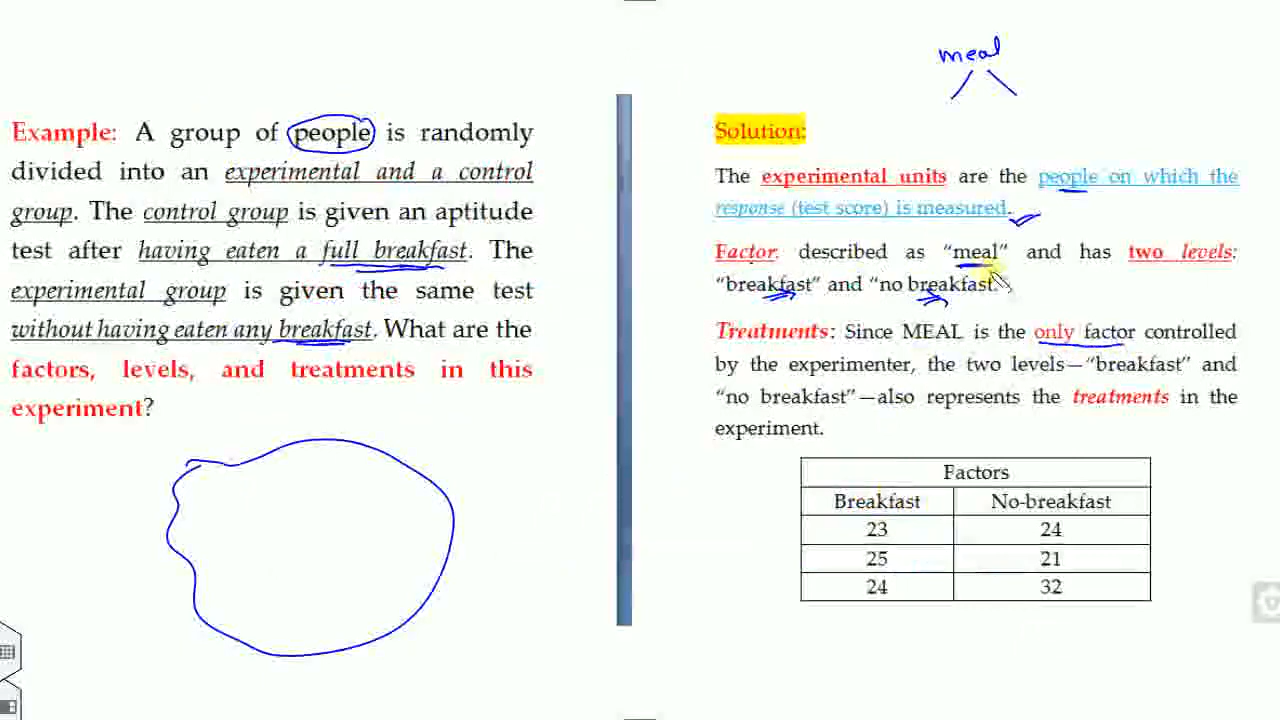 Example: A group of people is randomly
divided into an experimental and a control
group. The control group is given an aptitude
test after having eaten a full breakfast. The
experimental group is given the same test
without having eaten any breakfast. What are the
factors, levels, and treatments in this
experiment?
meal
Solution:
The experimental units are the people on which the
response (test score) is measured.
Factor: described as “meal” and has two levels:
“breakfast” and “no breakfast.
Treatments: Since MEAL is the only factor controlled
by the experimenter, the two levels—“breakfast” and
“no breakfast”—also represents the treatments in the
experiment.
Factors
Breakfast No-breakfast
23 24
25 21
24 32